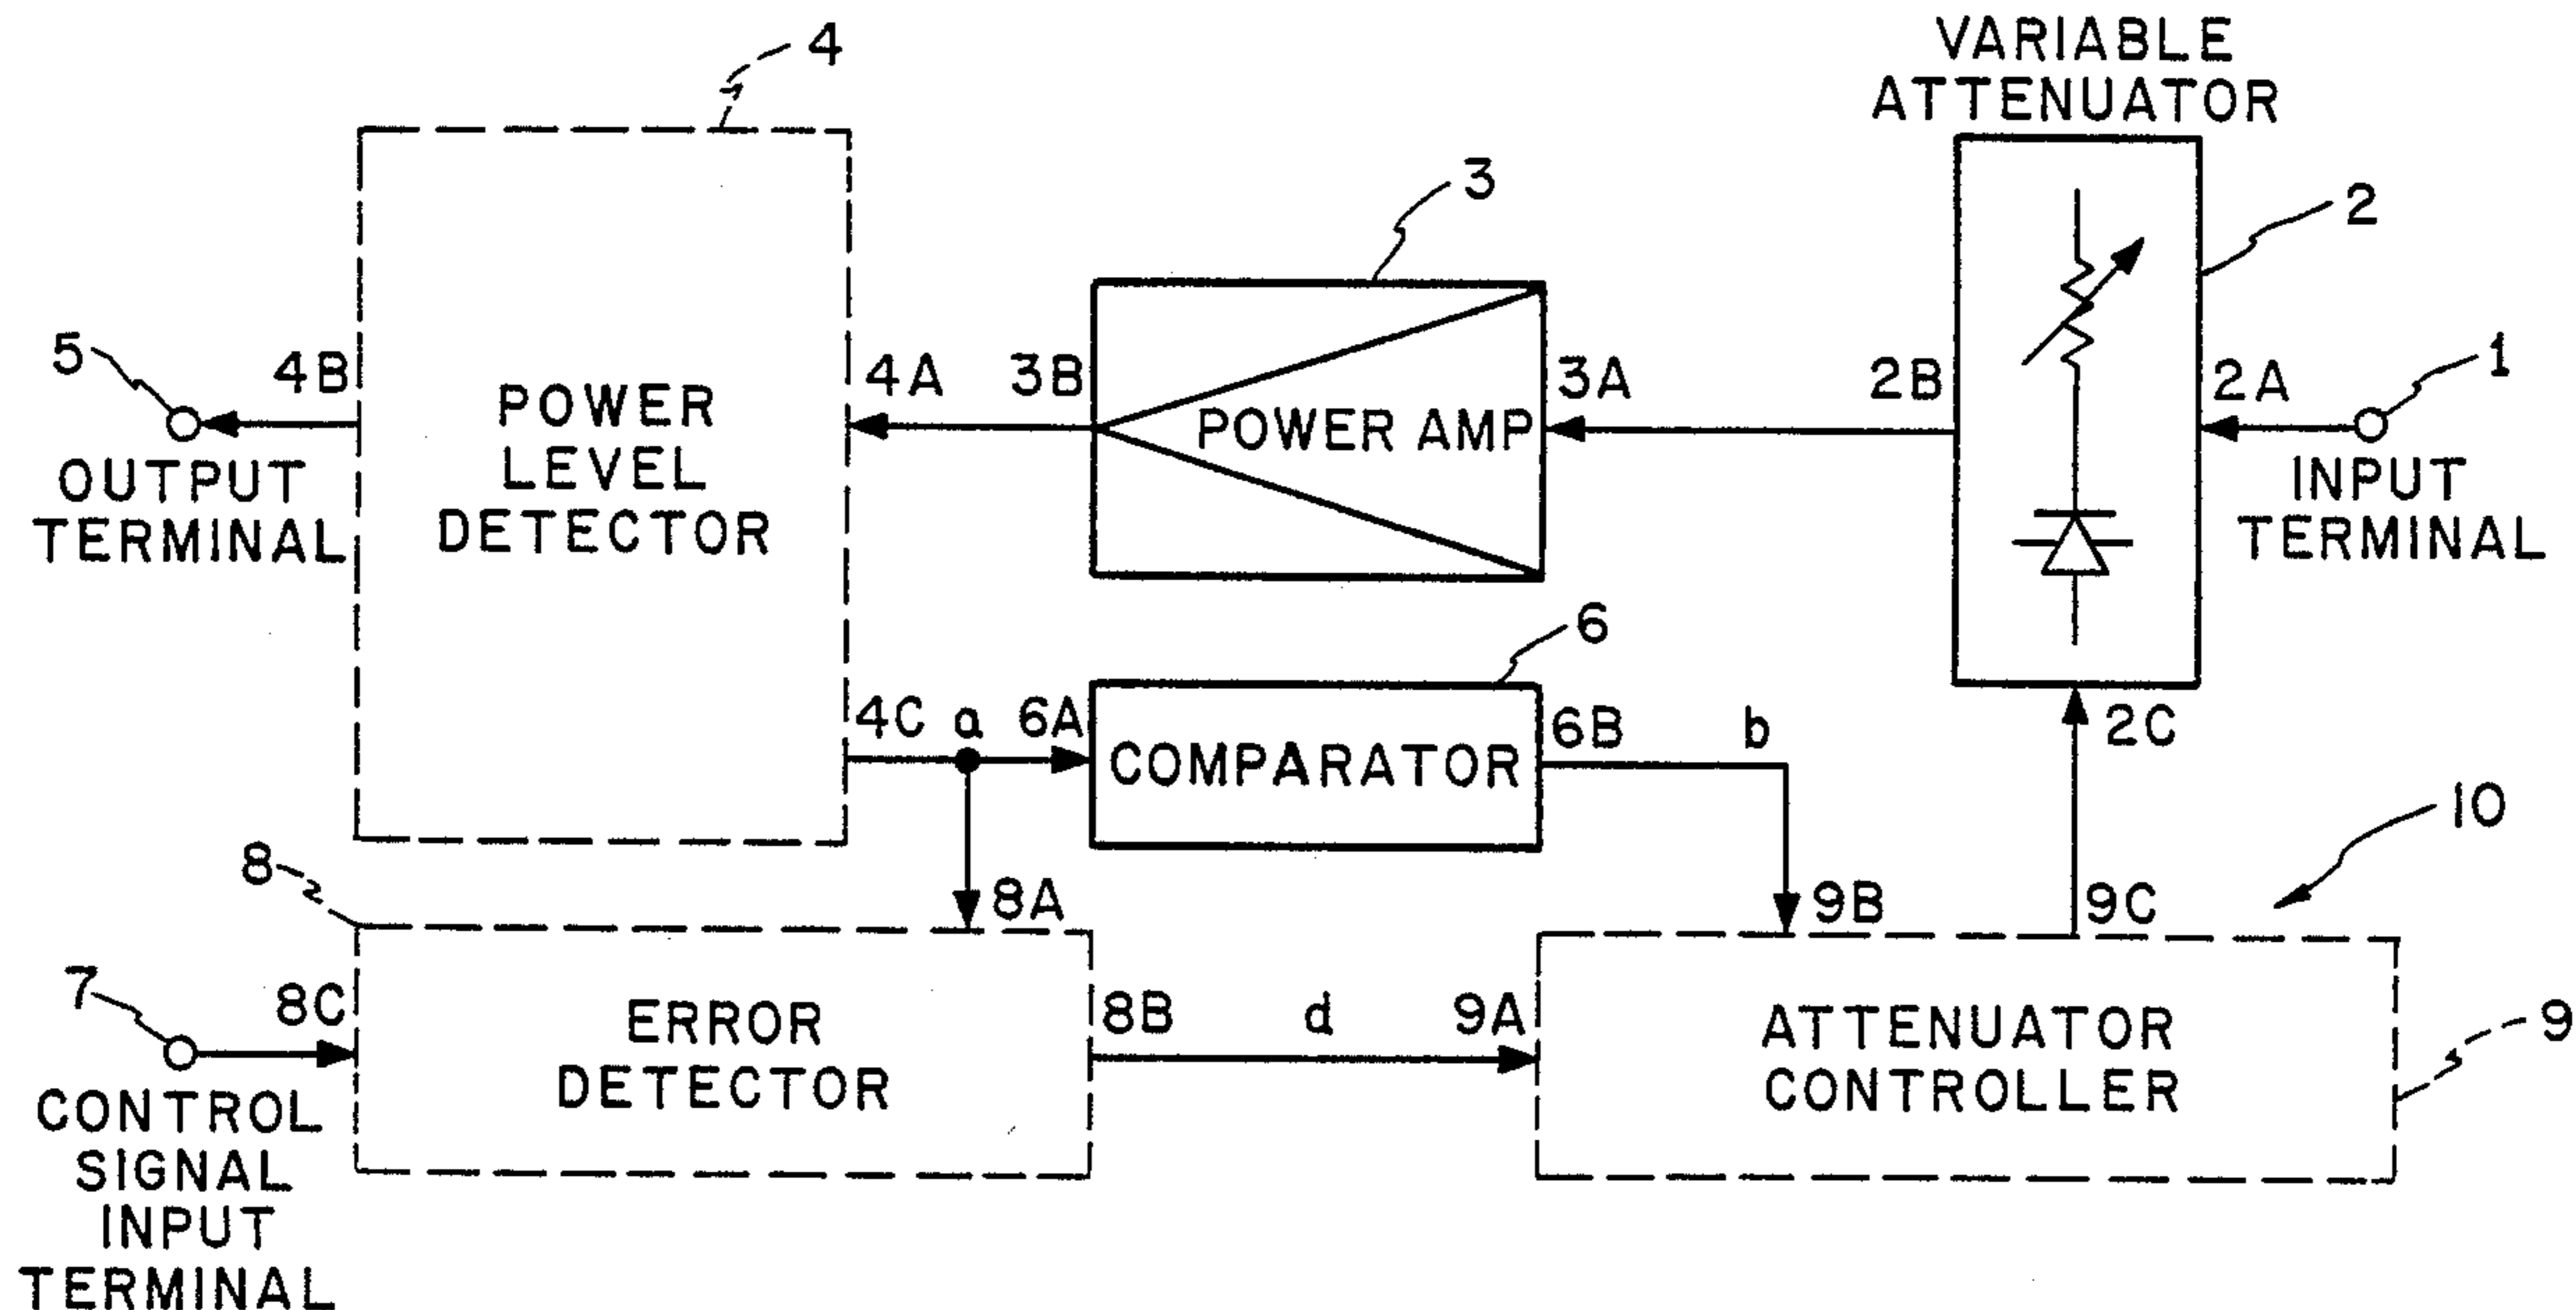 4
VARIABLE
ATTENUATOR
3
2
5
4B
POWER
LEVEL
DETECTOR
4A
3B
POWER AMP
3A
2B
2A
1
OUTPUT
TERMINAL
INPUT
TERMINAL
6
4C
a
6A
COMPARATOR
6B
b
2C
10
8
8A
9B
9C
7
8C
ERROR
DETECTOR
8B
d
9A
ATTENUATOR
CONTROLLER
9
CONTROL
SIGNAL
INPUT
TERMINAL